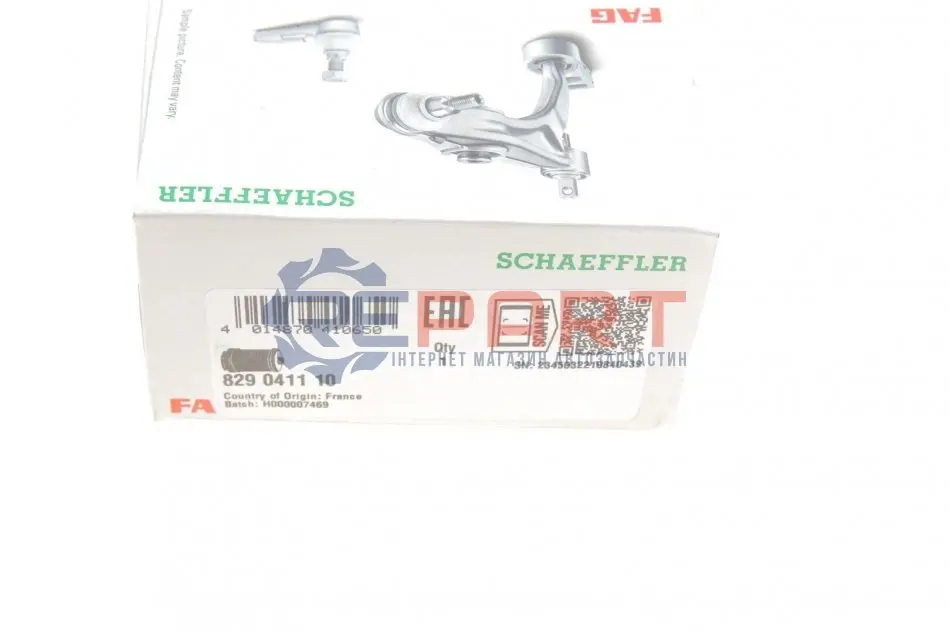 FAG
Sample picture. Content may vary.
SCHAEFFLER
SCHAEFFLER
REPART
ІНТЕРНЕТ МАГАЗИН АВТОЗАПЧАСТИН
4 014870 410650
EAC
Qty
1
SCAN ME
829 0411 10
Country of Origin: France
Batch: H000007469
FA